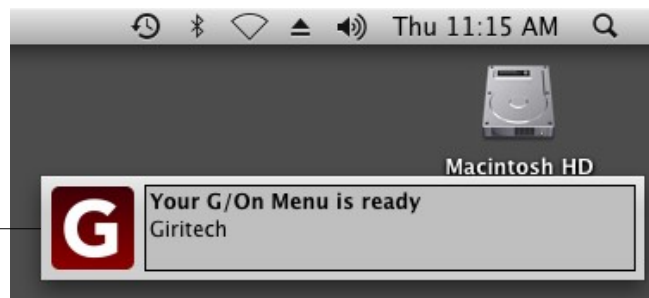 Thu 11:15 AM
Macintosh HD
G
Your G/On Menu is ready
Giritech